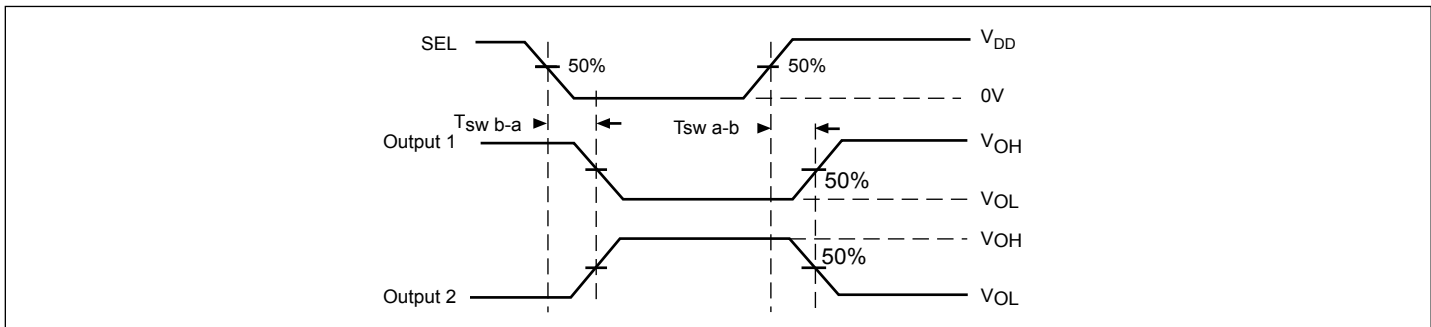 SEL
50%
50%
VDD
0V
Tsw b-a
Tsw a-b
Output 1
VOH
50%
VOL
VOH
50%
Output 2
VOL